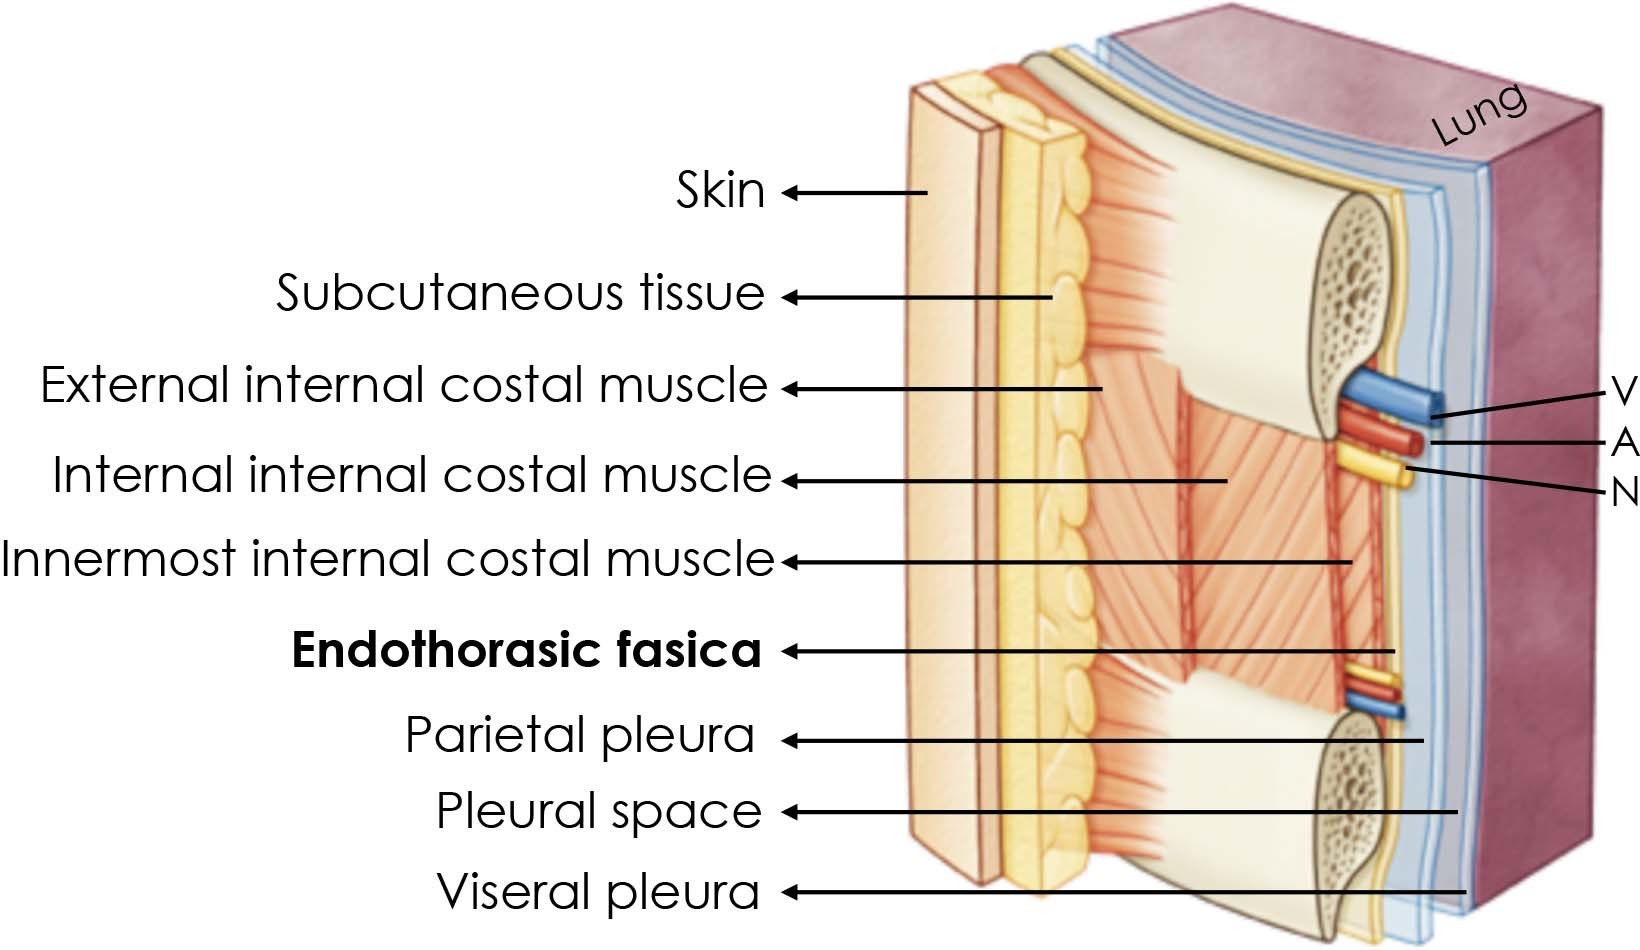 Lung
Skin
Subcutaneous tissue
External internal costal muscle
Internal internal costal muscle
Innermost internal costal muscle
Endothorasic fasica
Parietal pleura
Pleural space
Viseral pleura
V
A
N